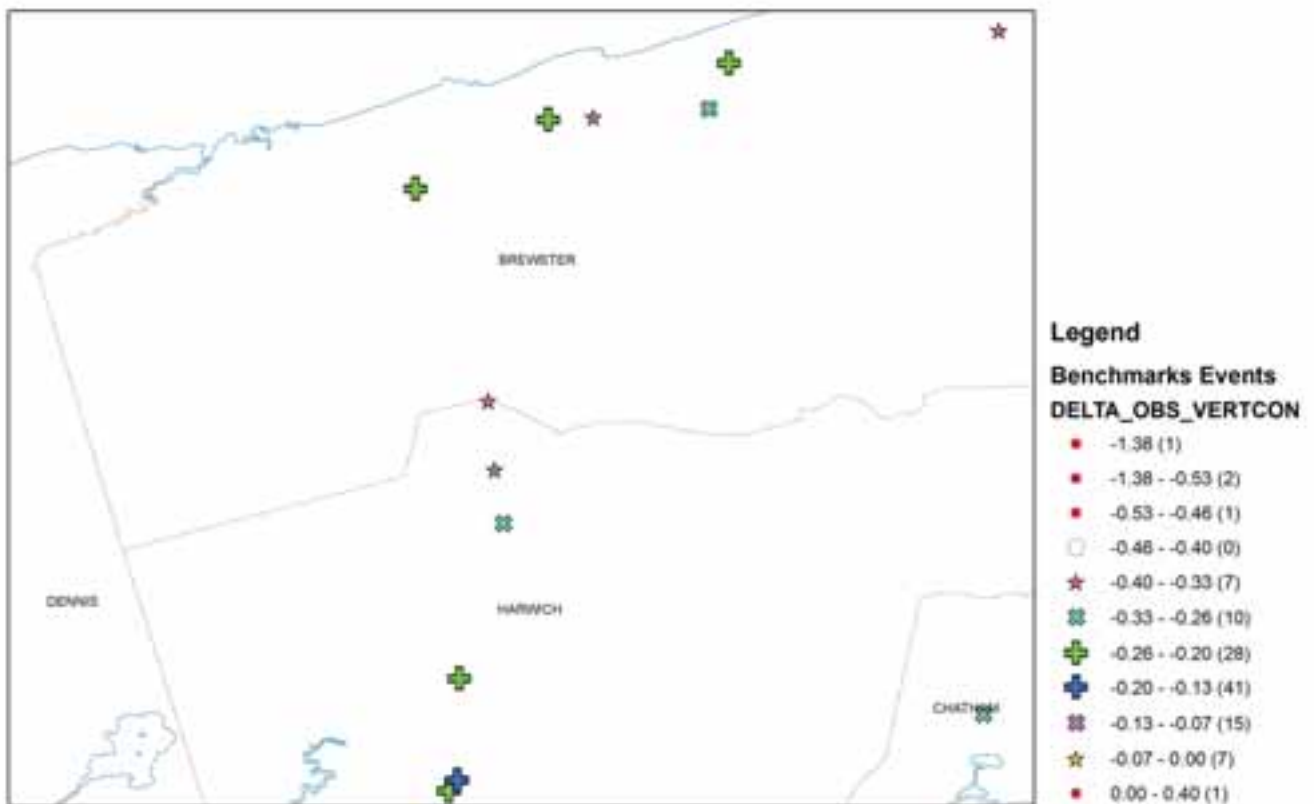 BREWSTER
DENNIS
HARWICH
CHATHAM
Legend
Benchmarks Events
DELTA_OBS_VERTCON
-1.38 (1)
-1.38 - -0.53 (2)
-0.53 - -0.46 (1)
-0.46 - -0.40 (0)
-0.40 - -0.33 (7)
-0.33 - -0.26 (10)
-0.26 - -0.20 (28)
-0.20 - -0.13 (41)
-0.13 - -0.07 (15)
-0.07 - 0.00 (7)
0.00 - 0.40 (1)